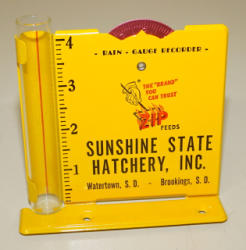 - RAIN - GAUGE RECORDER -
4
3
2
1
THE "BRAND"
YOU
CAN TRUST
ZIP
FEEDS
SUNSHINE STATE
HATCHERY, INC.
Watertown, S. D. - Brookings, S. D.